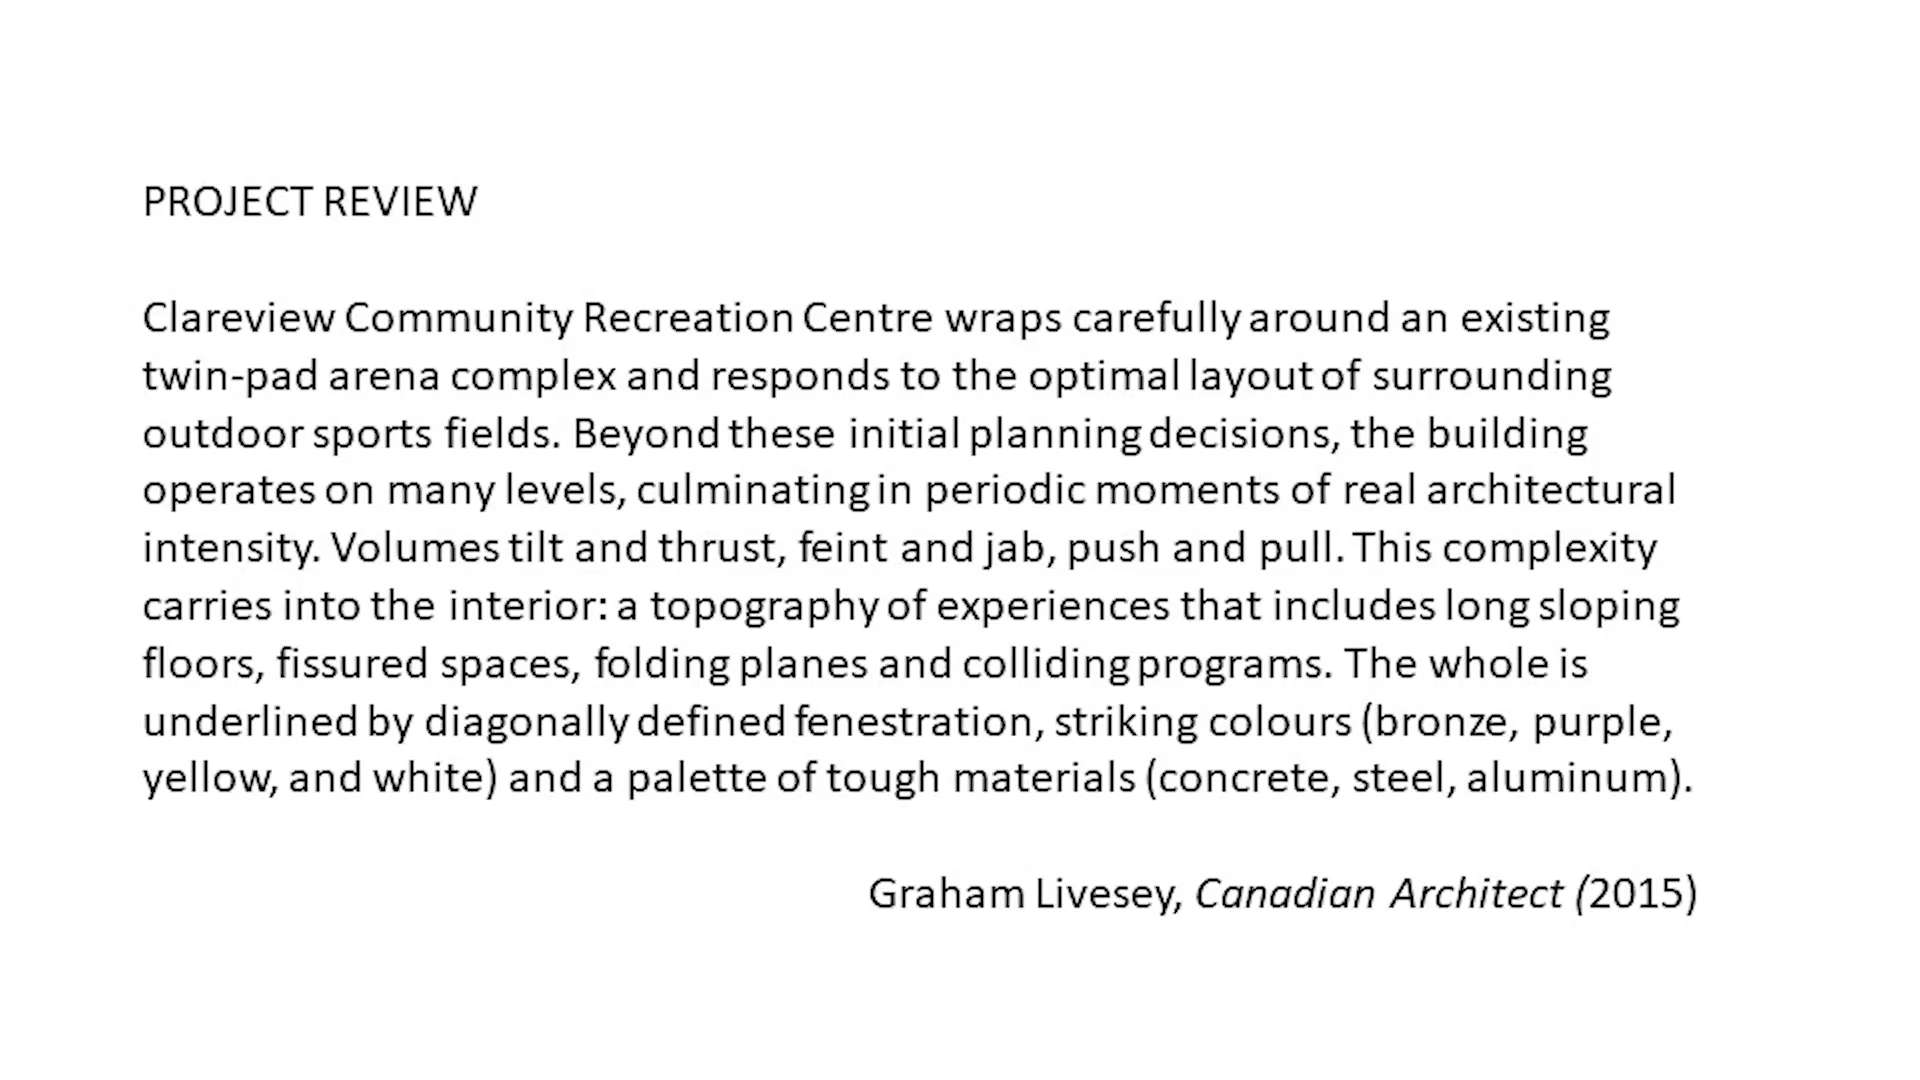 PROJECT REVIEW
Clareview Community Recreation Centre wraps carefully around an existing
twin-pad arena complex and responds to the optimal layout of surrounding
outdoor sports fields. Beyond these initial planning decisions, the building
operates on many levels, culminating in periodic moments of real architectural
intensity. Volumes tilt and thrust, feint and jab, push and pull. This complexity
carries into the interior: a topography of experiences that includes long sloping
floors, fissured spaces, folding planes and colliding programs. The whole is
underlined by diagonally defined fenestration, striking colours (bronze, purple,
yellow, and white) and a palette of tough materials (concrete, steel, aluminum).
Graham Livesey, Canadian Architect (2015)